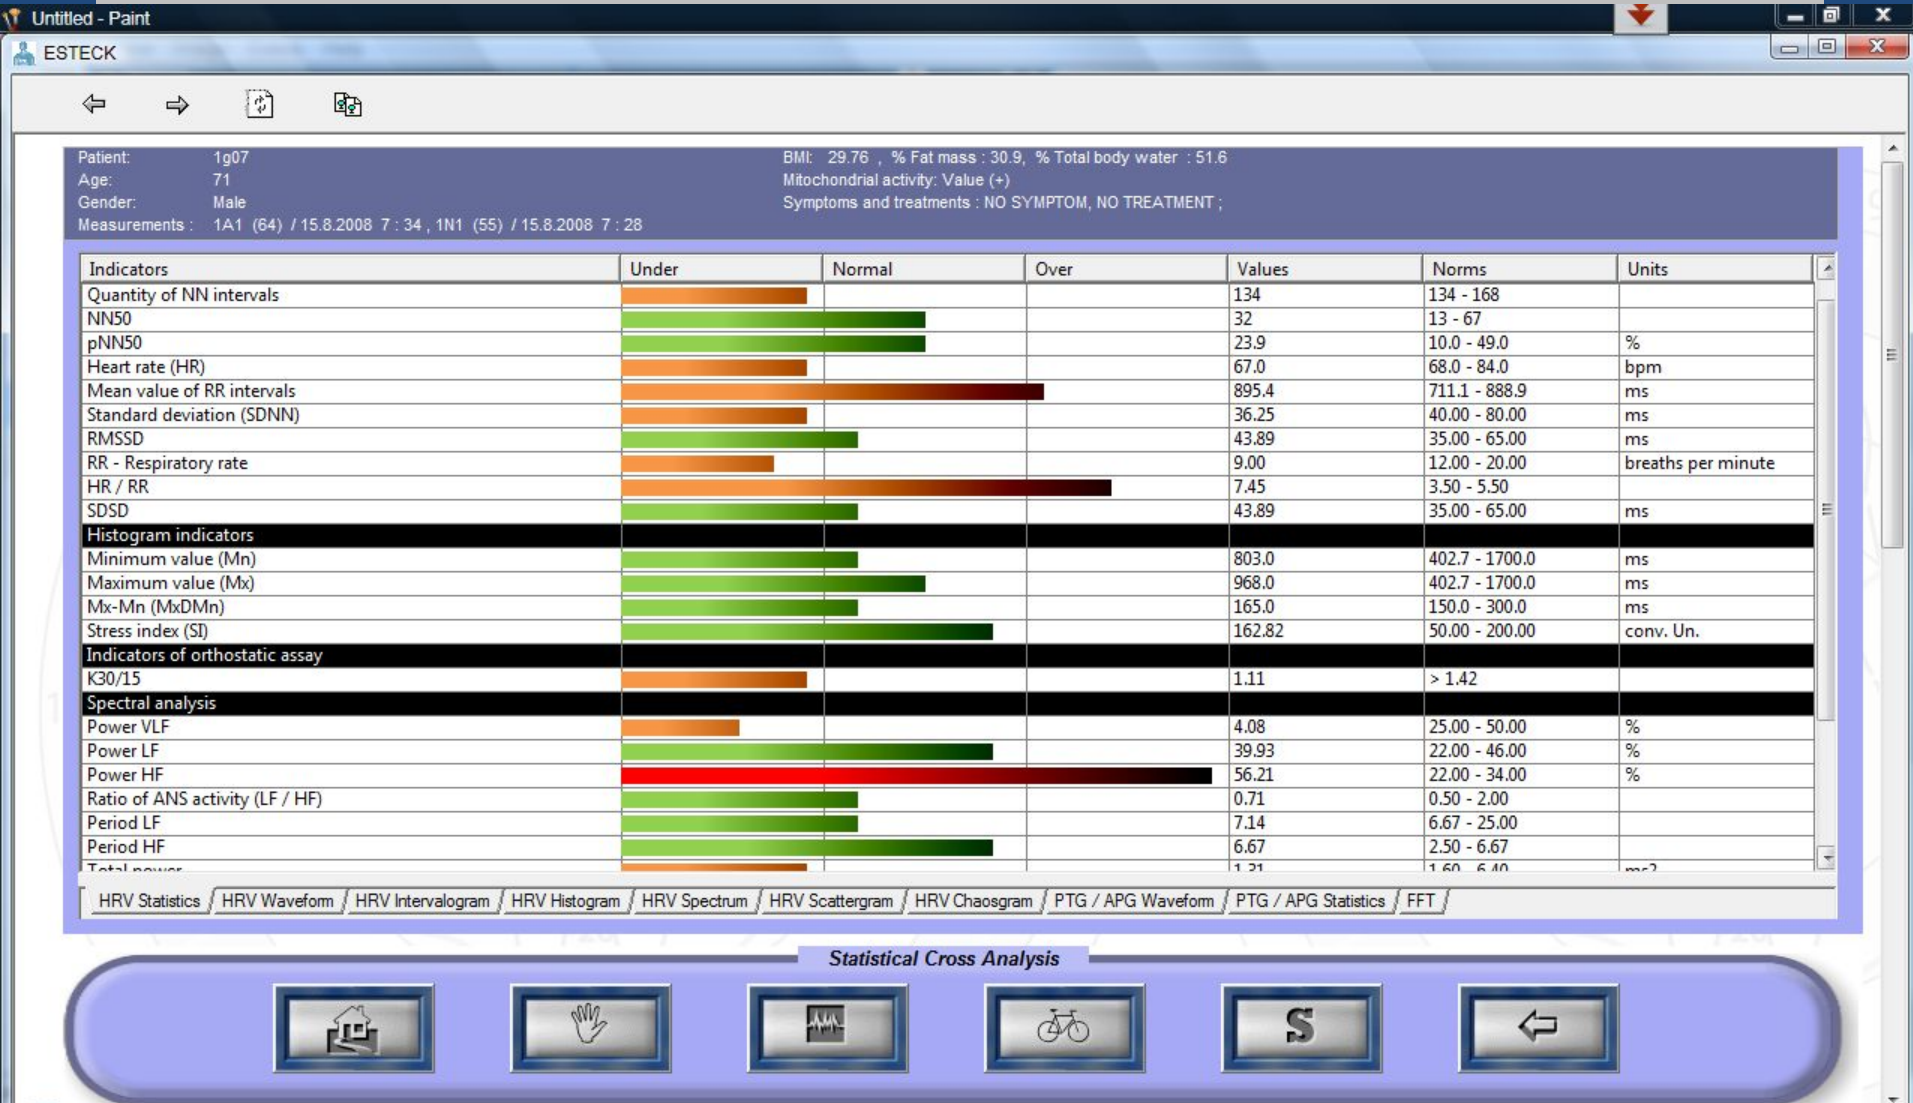 Untitled - Paint
ESTECK
Patient: 1g07 BMI: 29.76 , % Fat mass : 30.9, % Total body water : 51.6
Age: 71 Mitochondrial activity: Value (+)
Gender: Male Symptoms and treatments : NO SYMPTOM, NO TREATMENT ;
Measurements : 1A1 (64) / 15.8.2008 7 : 34 , 1N1 (55) / 15.8.2008 7 : 28
Indicators Under Normal Over Values Norms Units
Quantity of NN intervals 134 134 - 168
NN50 32 13 - 67
pNN50 23.9 10.0 - 49.0 %
Heart rate (HR) 67.0 68.0 - 84.0 bpm
Mean value of RR intervals 895.4 711.1 - 888.9 ms
Standard deviation (SDNN) 36.25 40.00 - 80.00 ms
RMSSD 43.89 35.00 - 65.00 ms
RR - Respiratory rate 9.00 12.00 - 20.00 breaths per minute
HR / RR 7.45 3.50 - 5.50
SDSD 43.89 35.00 - 65.00 ms
Histogram indicators
Minimum value (Mn) 803.0 402.7 - 1700.0 ms
Maximum value (Mx) 968.0 402.7 - 1700.0 ms
Mx-Mn (MxDMn) 165.0 150.0 - 300.0 ms
Stress index (SI) 162.82 50.00 - 200.00 conv. Un.
Indicators of orthostatic assay
K30/15 1.11 > 1.42
Spectral analysis
Power VLF 4.08 25.00 - 50.00 %
Power LF 39.93 22.00 - 46.00 %
Power HF 56.21 22.00 - 34.00 %
Ratio of ANS activity (LF / HF) 0.71 0.50 - 2.00
Period LF 7.14 6.67 - 25.00
Period HF 6.67 2.50 - 6.67
Total power 1.31 1.60 - 6.40 ms2
HRV Statistics HRV Waveform HRV Intervalogram HRV Histogram HRV Spectrum HRV Scattergram HRV Chaosgram PTG / APG Waveform PTG / APG Statistics FFT
Statistical Cross Analysis
S